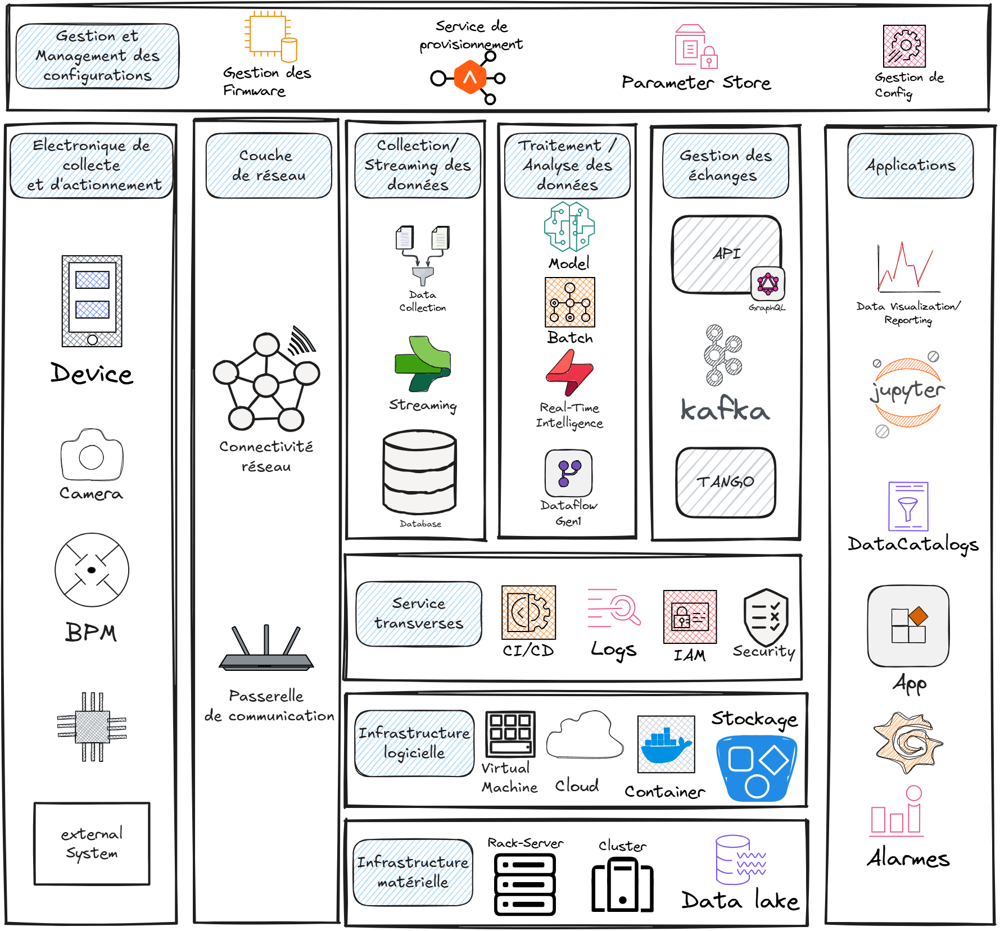 Gestion et
Management des
configurations
Gestion des
Firmware
Service de
provisionnement
Parameter Store
Gestion de
Config
Electronique de
collecte
et d'actionnement
Device
Camera
BPM
external
System
Couche
de réseau
Connectivité
réseau
Passerelle
de communication
Collection/
Streaming des
données
Data
Collection
Streaming
Database
Traitement /
Analyse des
données
Model
Batch
Real-Time
Intelligence
Dataflow
Gen1
Gestion des
échanges
API
GraphQL
kafka
TANGO
Applications
Data Visualization/
Reporting
jupyter
DataCatalogs
App
Alarmes
Service
transverses
CI/CD
Logs
IAM
Security
Infrastructure
logicielle
Virtual
Machine
Cloud
Container
Stockage
Infrastructure
matérielle
Rack-Server
Cluster
Data lake